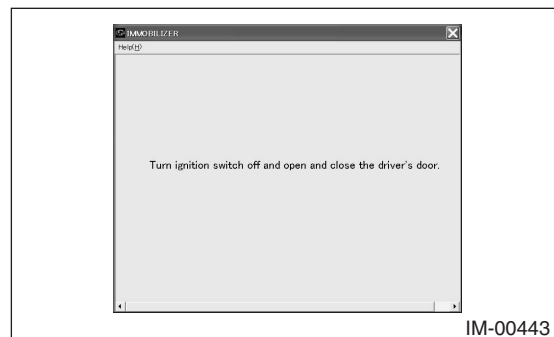 IMMOBILIZER
Help(H)
Turn ignition switch off and open and close the driver's door.
IM-00443